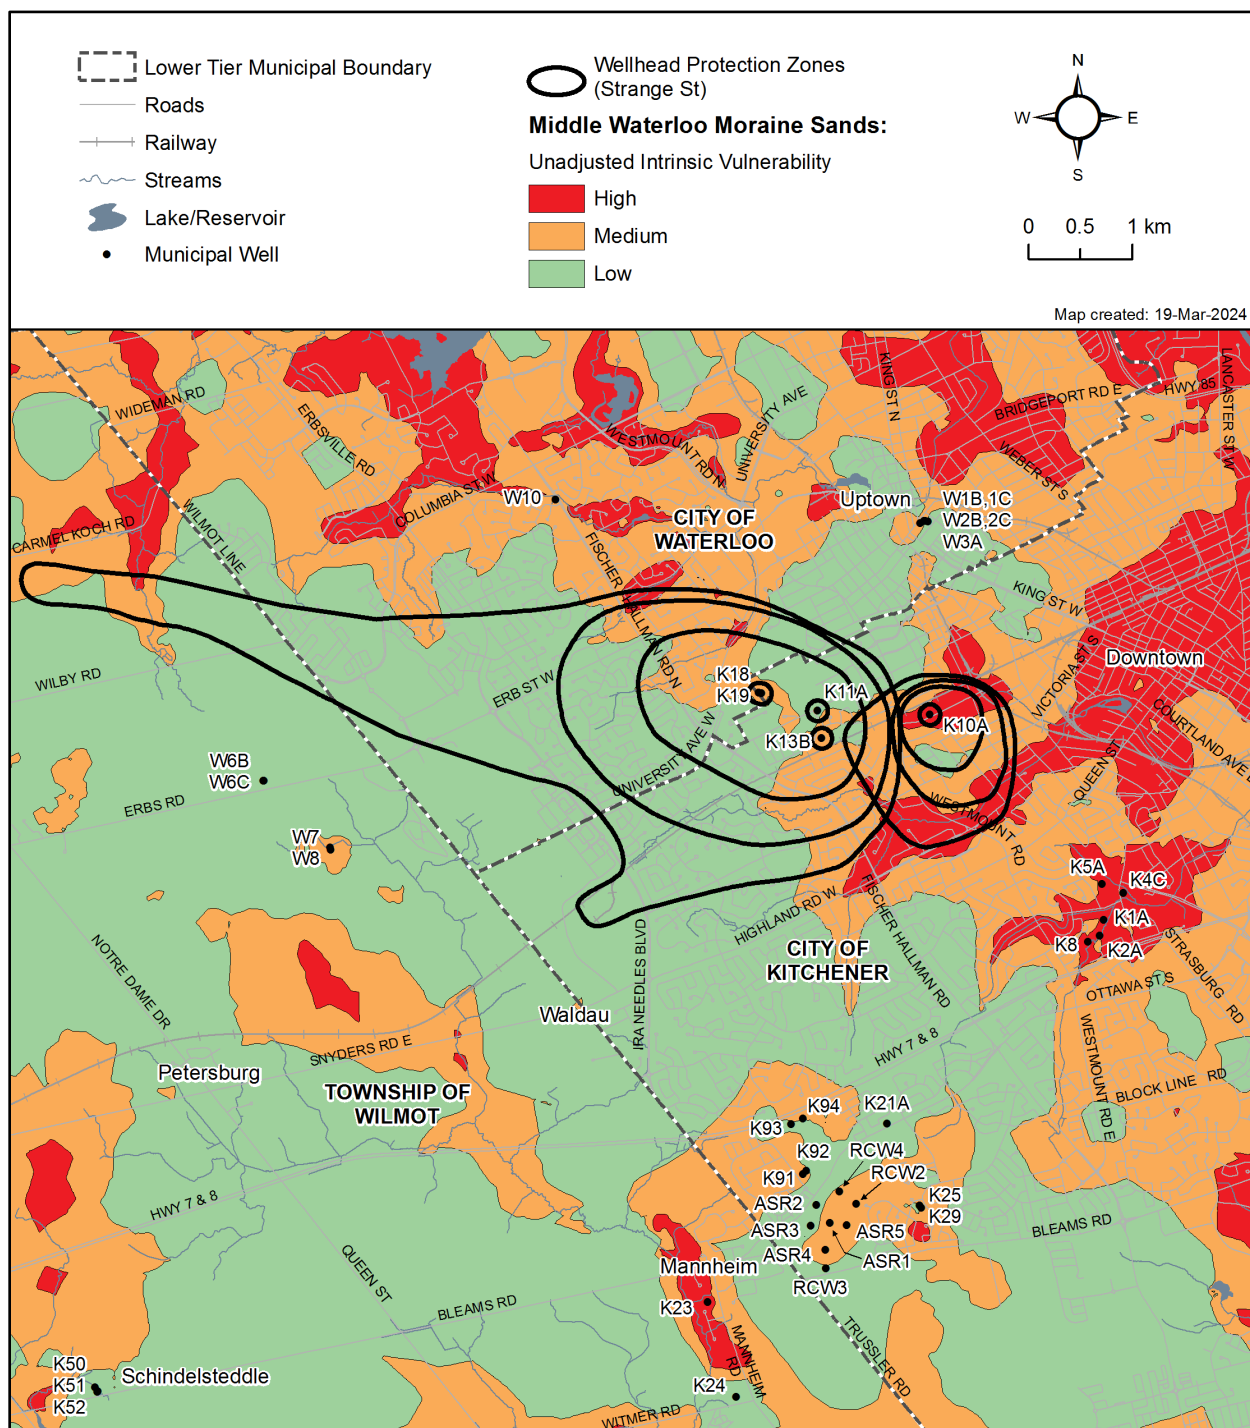 Lower Tier Municipal Boundary
Roads
Railway
Streams
Lake/Reservoir
Municipal Well
Wellhead Protection Zones
(Strange St)
Middle Waterloo Moraine Sands:
Unadjusted Intrinsic Vulnerability
High
Medium
Low
N
W
E
S
0 0.5 1 km
Map created: 19-Mar-2024
WIDEMAN RD
ERBSVILLE RD
WESTMOUNT RD N
UNIVERSITY AVE
KING ST N
BRIDGEPORT RD E
HWY 85
LANCASTER ST W
WEBER ST S
COLUMBIA ST W
W10
Uptown
W1B,1C
W2B,2C
W3A
CITY OF
WATERLOO
CARMEL KOCH RD
WILMOT LINE
FISCHER HALLMAN RD N
KING ST W
VICTORIA ST S
Downtown
WILBY RD
ERB ST W
K18
K19
K11A
K13B
K10A
COURTLAND AVE E
QUEEN ST
UNIVERSITY AVE W
W6B
W6C
ERBS RD
W7
W8
WESTMOUNT RD
K5A
K4C
K1A
K8
K2A
HIGHLAND RD W
FISCHER HALLMAN RD
CITY OF
KITCHENER
STRASBURG RD
OTTAWA ST S
NOTRE DAME DR
IRA NEEDLES BLVD
Waldau
SNYDERS RD E
HWY 7 & 8
WESTMOUNT RD E
BLOCK LINE RD
Petersburg
TOWNSHIP OF
WILMOT
K94
K93
K21A
K92
K91
RCW4
RCW2
ASR2
ASR3
ASR4
ASR5
ASR1
RCW3
K25
K29
BLEAMS RD
HWY 7 & 8
QUEEN ST
BLEAMS RD
Mannheim
K23
MANNHEIM
RD
TRUSSLER RD
K24
WITMER RD
K50
K51
K52
Schindelsteddle